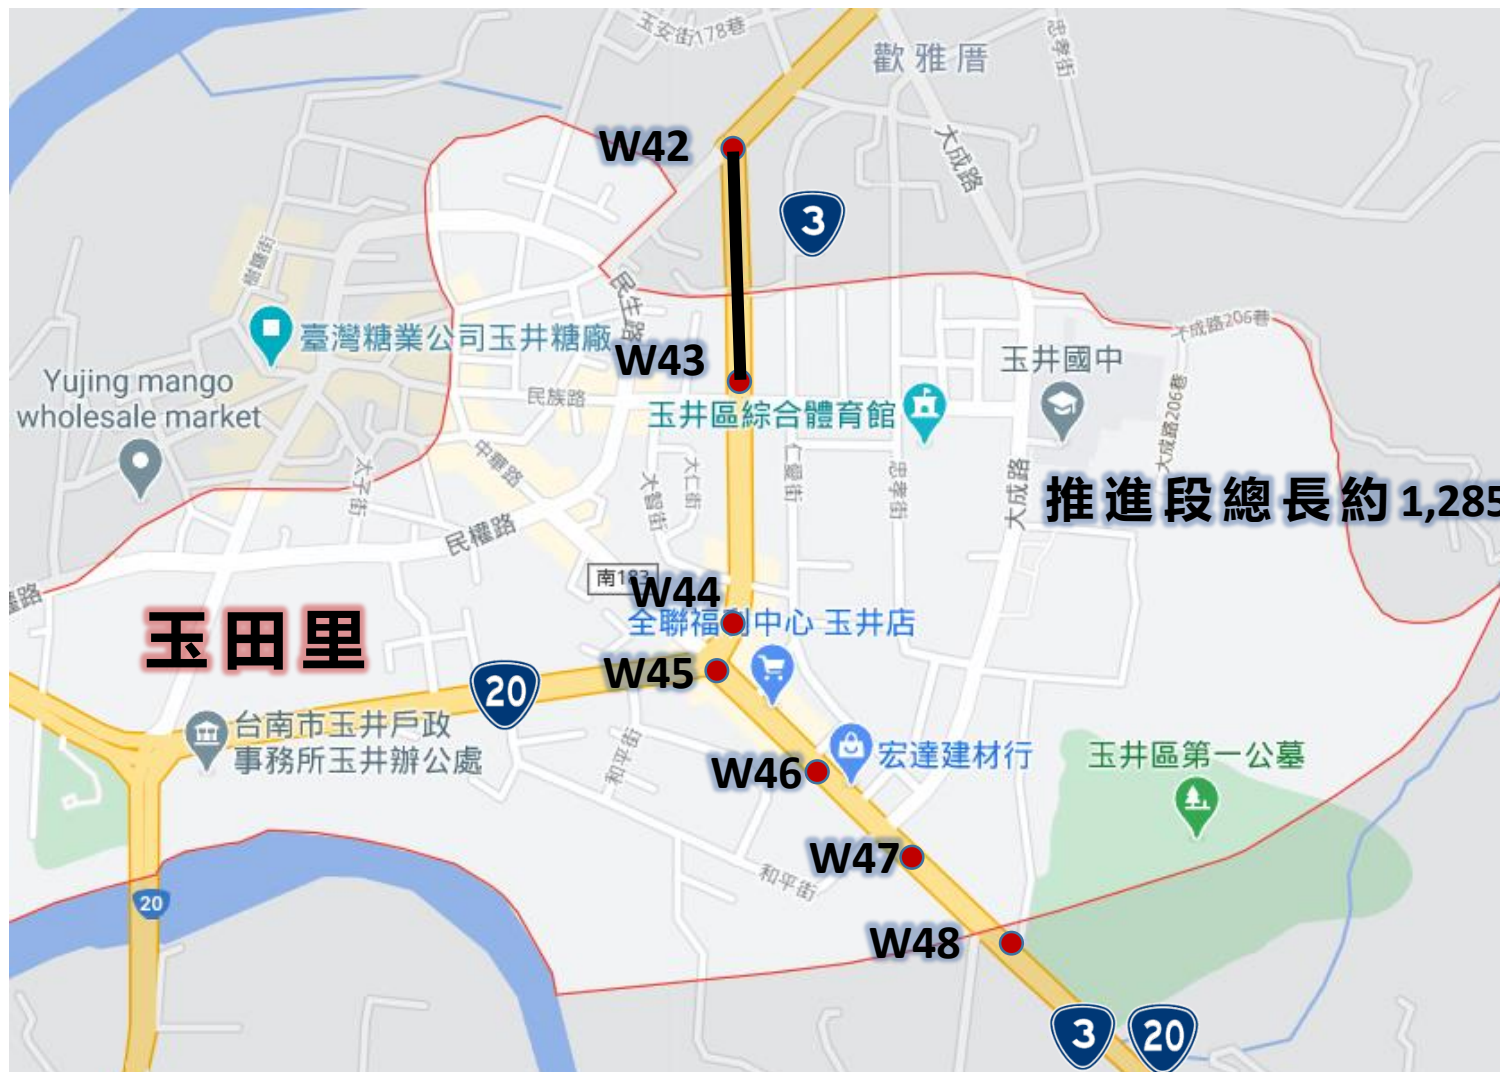 玉安街178巷
歡雅厝
忠孝街
W42
大成路
3
樹糖街
民生路
大成路206巷
臺灣糖業公司玉井糖廠
W43
玉井國中
Yujing mango
wholesale market
民族路
玉井區綜合體育館
大成路206巷
中華路
太子街
大仁街
大智街
仁愛街
忠孝街
大成路
推進段總長約1,285
民權路
南183
W44
全聯福利中心 玉井店
玉田里
W45
20
台南市玉井戶政
事務所玉井辦公處
和平街
W46
宏達建材行
玉井區第一公墓
W47
和平街
20
W48
3
20